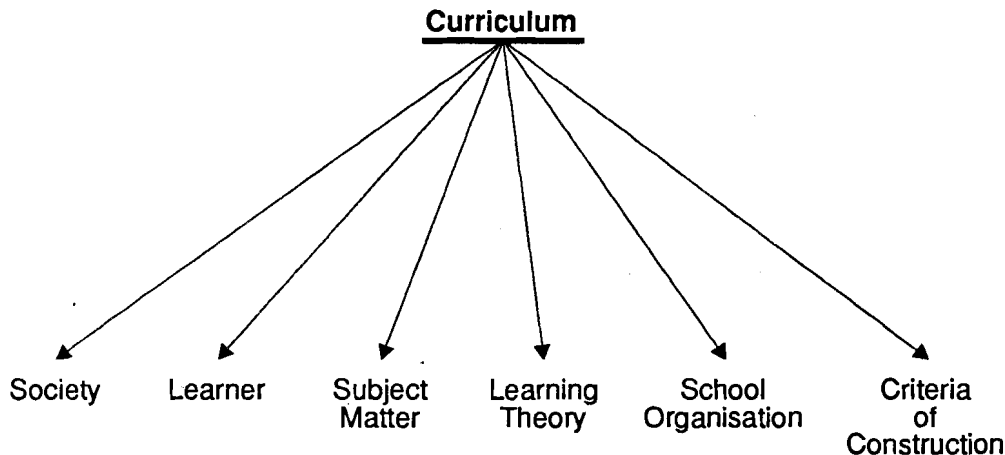 Curriculum
Society
Learner
Subject
Matter
Learning
Theory
School
Organisation
Criteria
of
Construction